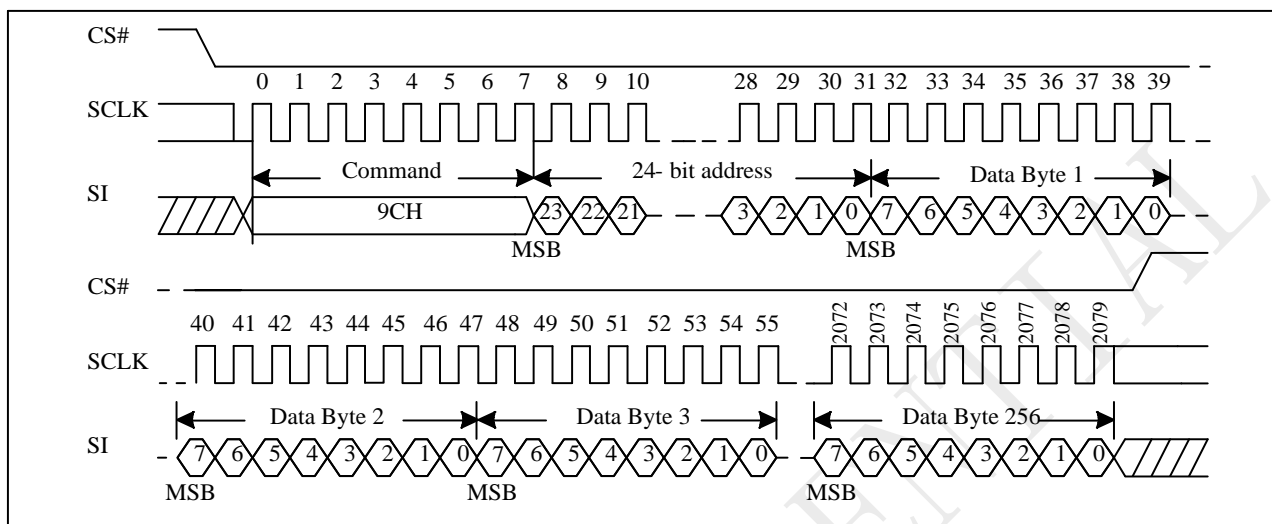 CS#
0 1 2 3 4 5 6 7 8 9 10 28 29 30 31 32 33 34 35 36 37 38 39
SCLK
Command 24- bit address Data Byte 1
SI
9CH 23 22 21 3 2 1 0 7 6 5 4 3 2 1 0
MSB MSB
CS#
40 41 42 43 44 45 46 47 48 49 50 51 52 53 54 55 2072 2073 2074 2075 2076 2077 2078 2079
SCLK
Data Byte 2 Data Byte 3 Data Byte 256
SI
7 6 5 4 3 2 1 0 7 6 5 4 3 2 1 0 7 6 5 4 3 2 1 0
MSB MSB MSB
ENTIAL